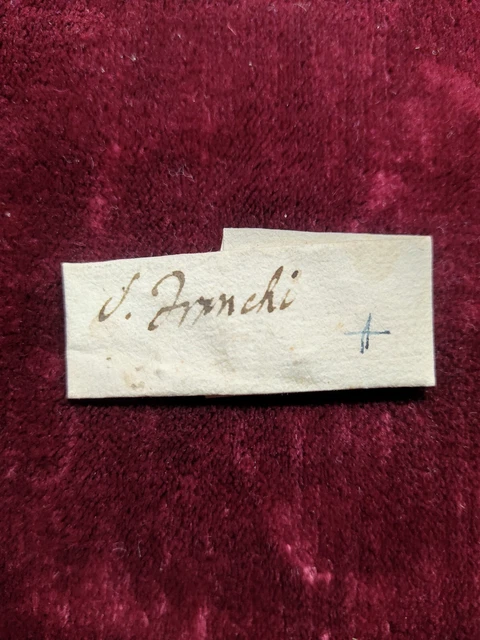 S. Franchi +